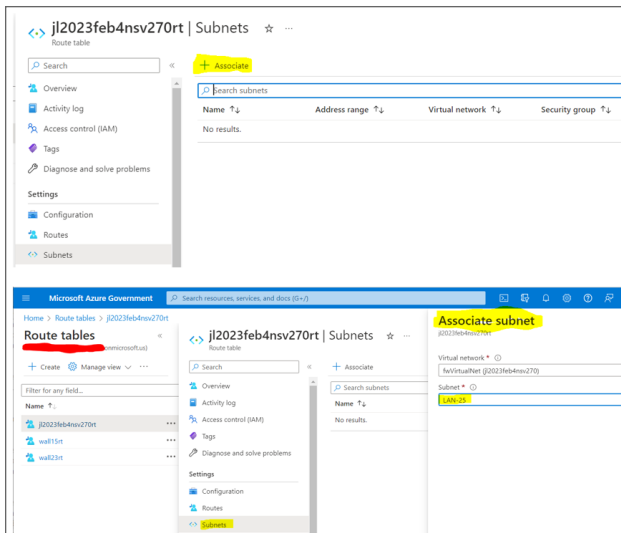 jl2023feb4nsv270rt | Subnets
Route table
Search
Associate
Overview
Search subnets
Activity log
Name Address range Virtual network Security group
Access control (IAM)
No results.
Tags
Diagnose and solve problems
Settings
Configuration
Routes
Subnets
Microsoft Azure Government
Search resources, services, and docs (G+/)
Home > Route tables > jl2023feb4nsv270rt
Route tables
onmicrosoft.us)
Create Manage view
Filter for any field...
Name
jl2023feb4nsv270rt
wall15rt
wall23rt
jl2023feb4nsv270rt | Subnets
Route table
Search
Overview
Activity log
Access control (IAM)
Tags
Diagnose and solve problems
Settings
Configuration
Routes
Subnets
Associate
Search subnets
Name
No results.
Associate subnet
jl2023feb4nsv270rt
Virtual network *
fwVirtualNet (jl2023feb4nsv270)
Subnet *
LAN-25